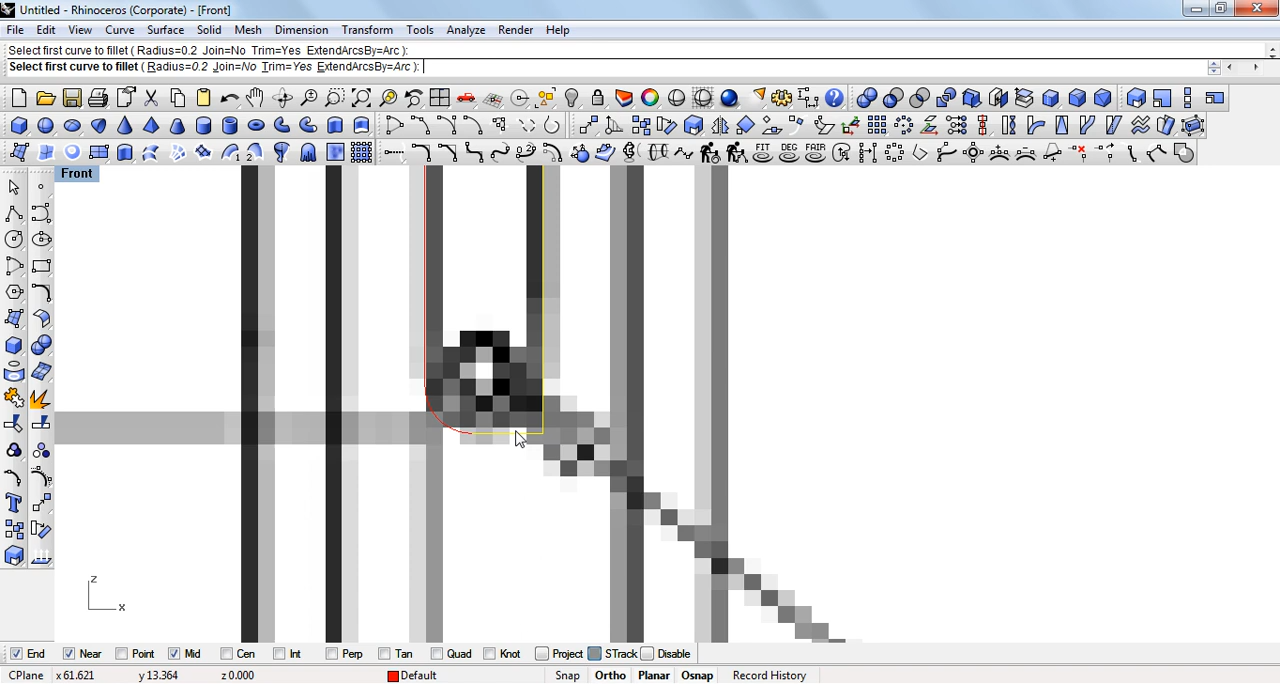 Untitled - Rhinoceros (Corporate) - [Front]
File Edit View Curve Surface Solid Mesh Dimension Transform Tools Analyze Render Help
Select first curve to fillet ( Radius=0.2 Join=No Trim=Yes ExtendArcsBy=Arc ):
Select first curve to fillet ( Radius=0.2 Join=No Trim=Yes ExtendArcsBy=Arc ):
FIT DEG FAIR
Front
z
x
End Near Point Mid Cen Int Perp Tan Quad Knot Project STrack Disable
CPlane x 61.621 y 13.364 z 0.000 Default Snap Ortho Planar Osnap Record History